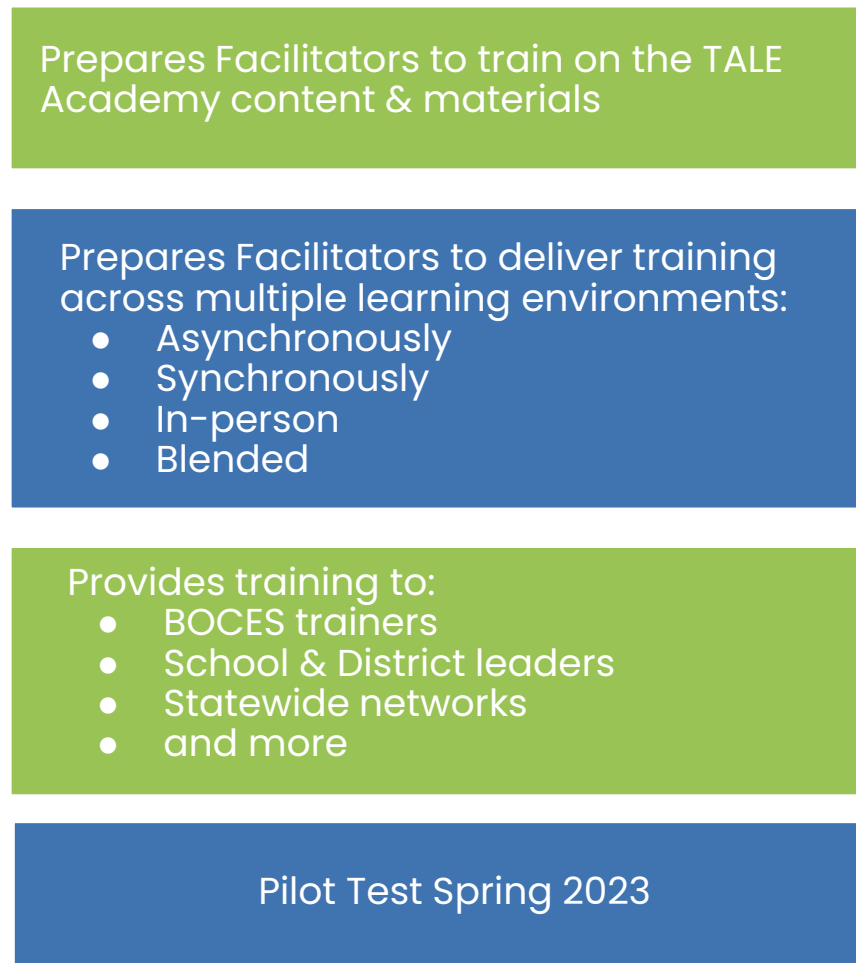 Prepares Facilitators to train on the TALE
Academy content & materials
Prepares Facilitators to deliver training
across multiple learning environments:
● Asynchronously
● Synchronously
● In-person
● Blended
Provides training to:
● BOCES trainers
● School & District leaders
● Statewide networks
● and more
Pilot Test Spring 2023